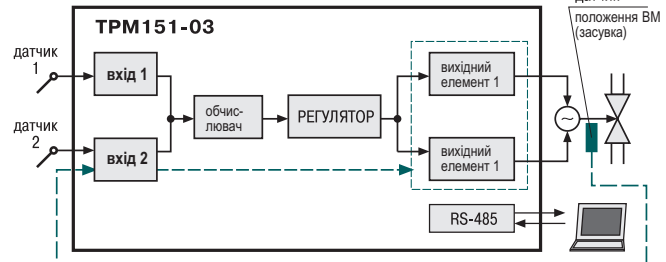 датчик
положення ВМ
(засувка)
ТРМ151-03
датчик
1
вхід 1
вихідний
елемент 1
обчис-
лювач
РЕГУЛЯТОР
~
датчик
2
вхід 2
вихідний
елемент 1
RS-485